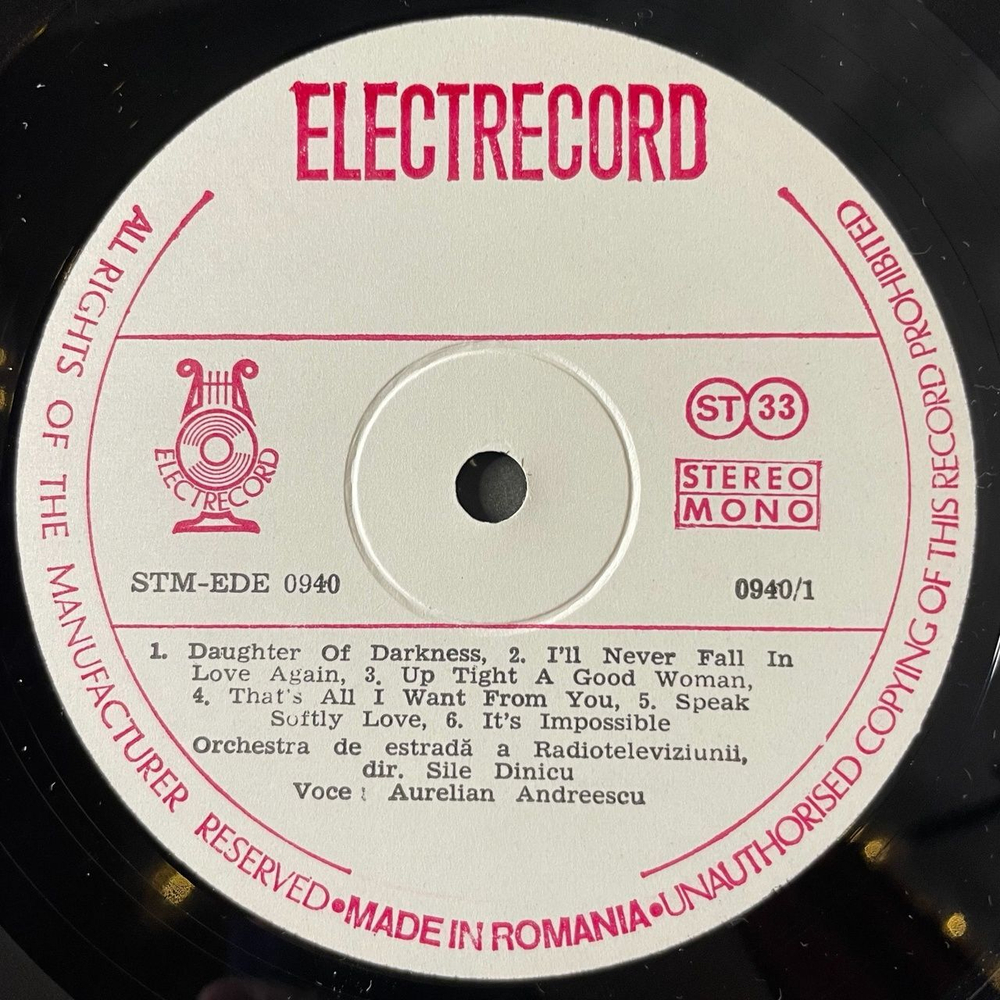 ELECTRECORD
ALL RIGHTS OF THE MANUFACTURER RESERVED•MADE IN ROMANIA•UNAUTHORISED COPYING OF THIS RECORD PROHIBITED
ELECTRECORD
ST 33
STEREO
MONO
STM-EDE 0940
0940/1
1. Daughter Of Darkness, 2. I'll Never Fall In
Love Again, 3. Up Tight A Good Woman,
4. That's All I Want From You, 5. Speak
Softly Love, 6. It's Impossible
Orchestra de estradă a Radioteleviziunii,
dir. Sile Dinicu
Voce : Aurelian Andreescu